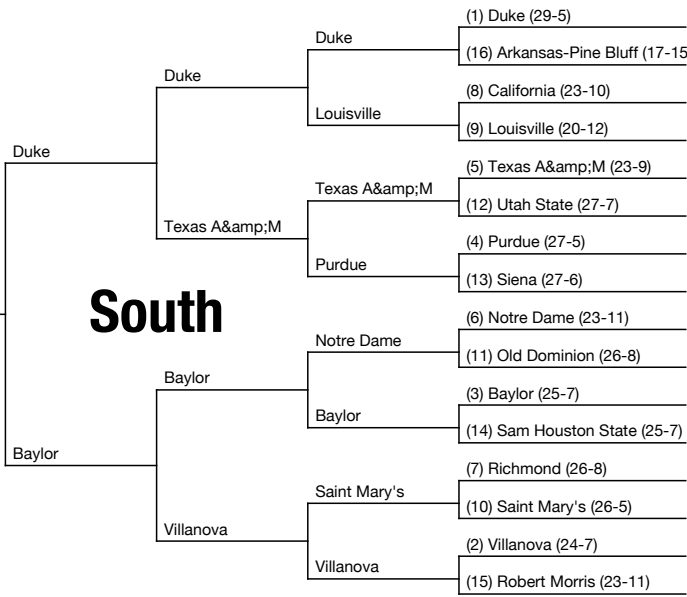 (1) Duke (29-5)
Duke
(16) Arkansas-Pine Bluff (17-15
Duke
(8) California (23-10)
Louisville
(9) Louisville (20-12)
Duke
(5) Texas A&amp;M (23-9)
Texas A&amp;M
(12) Utah State (27-7)
Texas A&amp;M
(4) Purdue (27-5)
Purdue
(13) Siena (27-6)
South
(6) Notre Dame (23-11)
Notre Dame
(11) Old Dominion (26-8)
Baylor
(3) Baylor (25-7)
Baylor
(14) Sam Houston State (25-7)
Baylor
(7) Richmond (26-8)
Saint Mary's
(10) Saint Mary's (26-5)
Villanova
(2) Villanova (24-7)
Villanova
(15) Robert Morris (23-11)